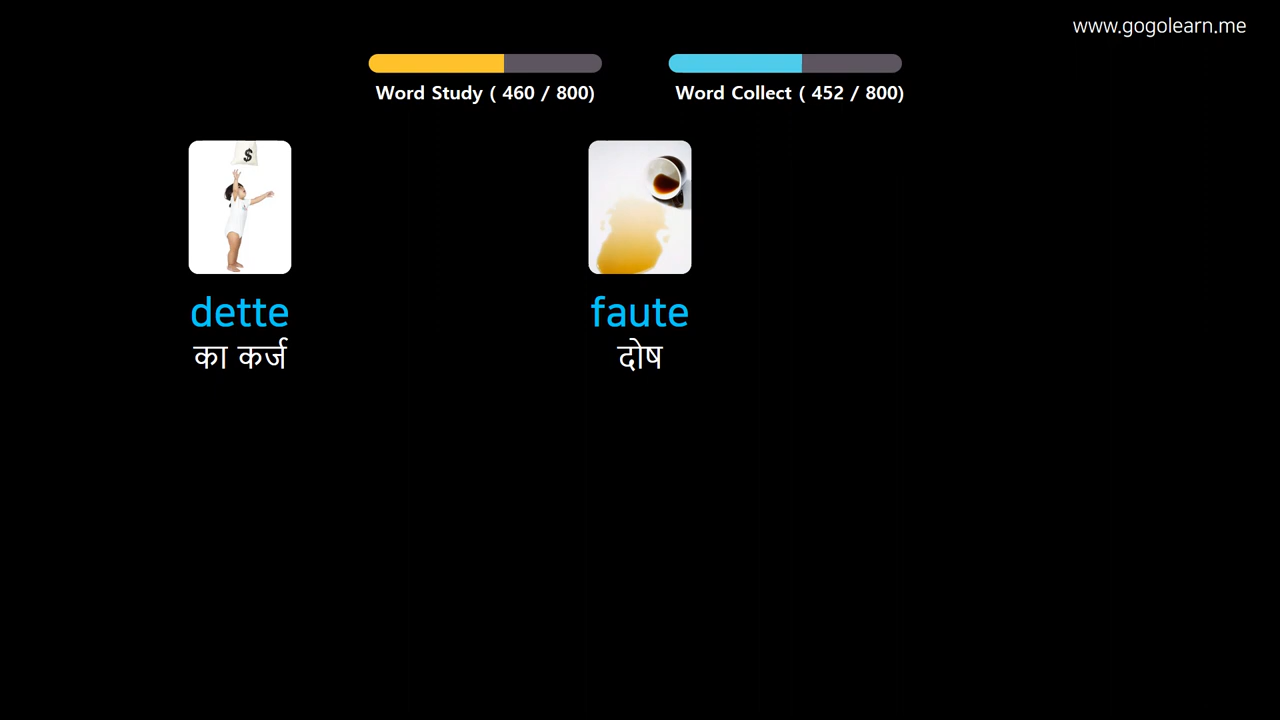 www.gogolearn.me
Word Study ( 460 / 800)
Word Collect ( 452 / 800)
$
dette
faute
का कर्ज
दोष